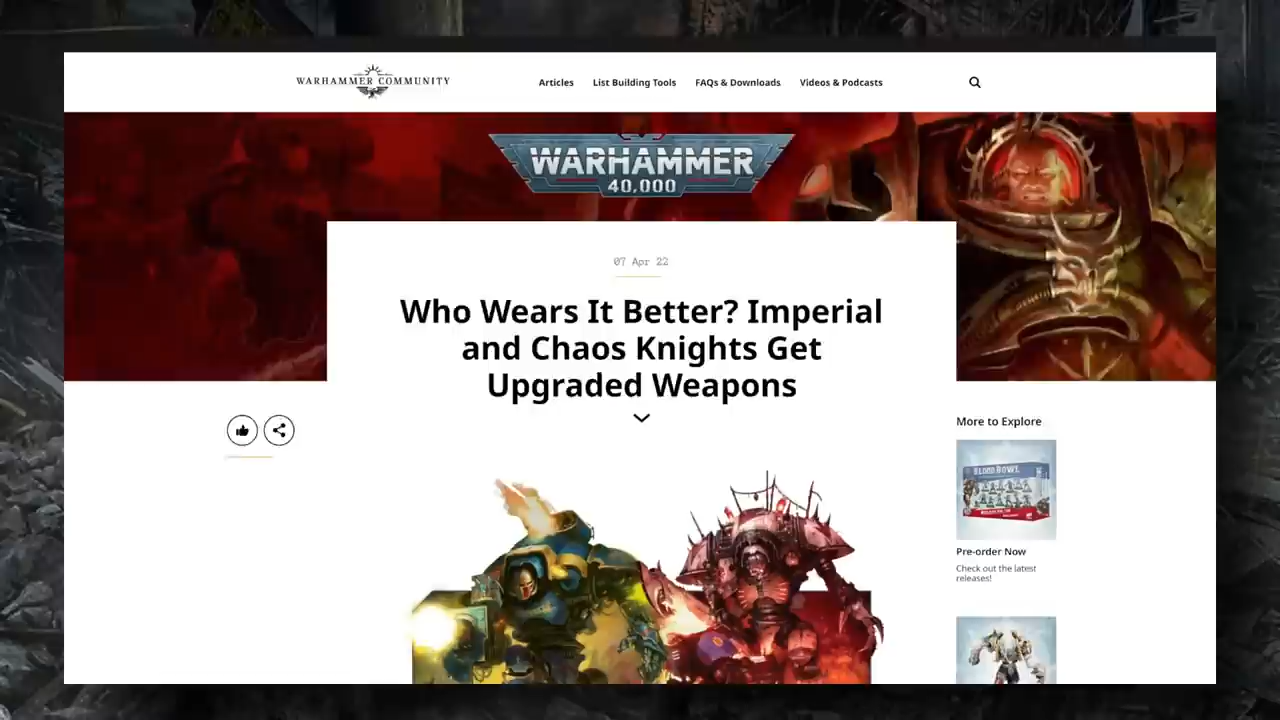 WARHAMMER COMMUNITY
Articles
List Building Tools
FAQs & Downloads
Videos & Podcasts
WARHAMMER
40,000
07 Apr 22
Who Wears It Better? Imperial
and Chaos Knights Get
Upgraded Weapons
More to Explore
BLOOD BOWL
Pre-order Now
Check out the latest
releases!